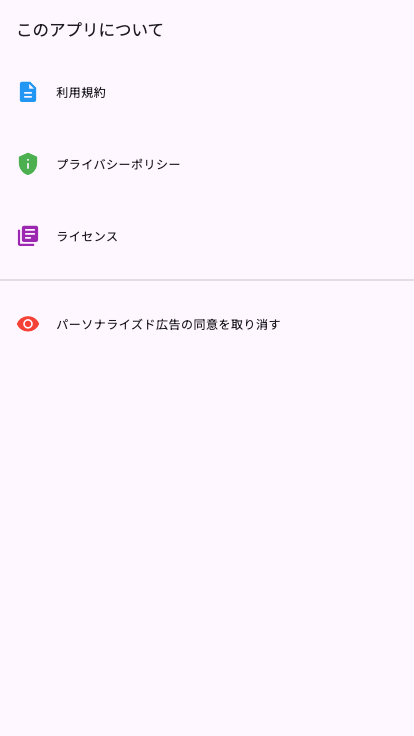 このアプリについて
利用規約
プライバシーポリシー
ライセンス
パーソナライズド広告の同意を取り消す